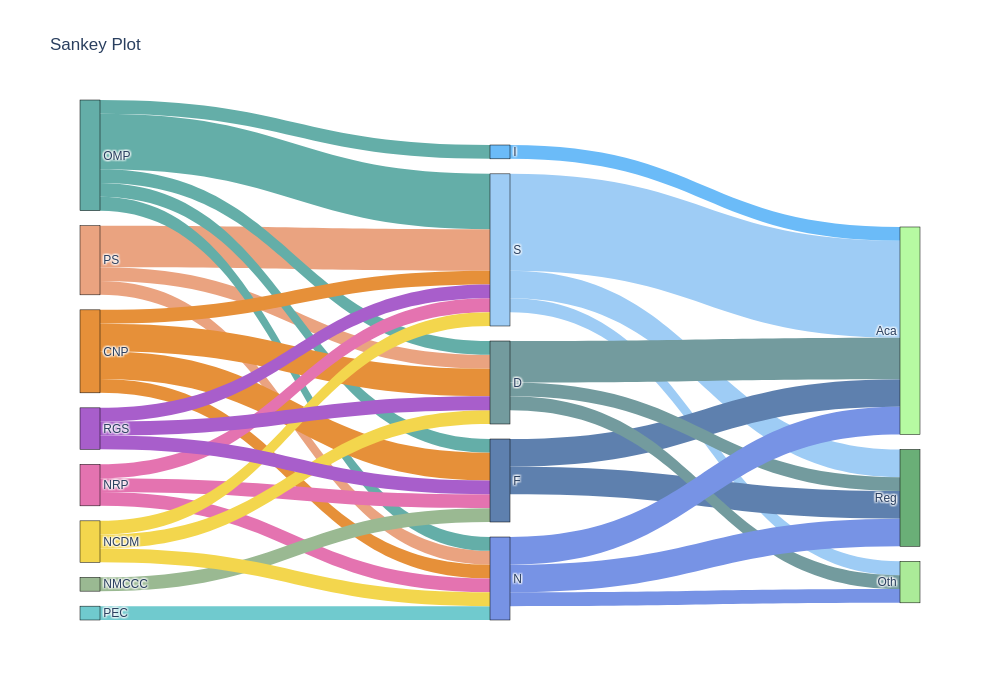 Sankey Plot
OMP
PS
CNP
RGS
NRP
NCDM
NMCCC
PEC
I
S
D
F
N
Aca
Reg
Oth